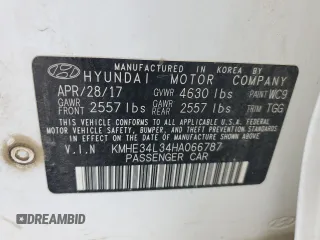 MANUFACTURED IN KOREA BY
HYUNDAI MOTOR COMPANY
APR/28/17 GVWR 4630 lbs PAINT WC9
GAWR FRONT 2557 lbs GAWR REAR 2557 lbs TRIM TGG
THIS VEHICLE CONFORMS TO ALL APPLICABLE U.S. FEDERAL MOTOR
VEHICLE SAFETY, BUMPER, AND THEFT PREVENTION
STANDARDS IN EFFECT ON THE DATE OF
MANUFACTURE SHOWN ABOVE.
V.I.N KMHE34L34HA066787
PASSENGER CAR
© DREAMBID
DREAMBID.COM